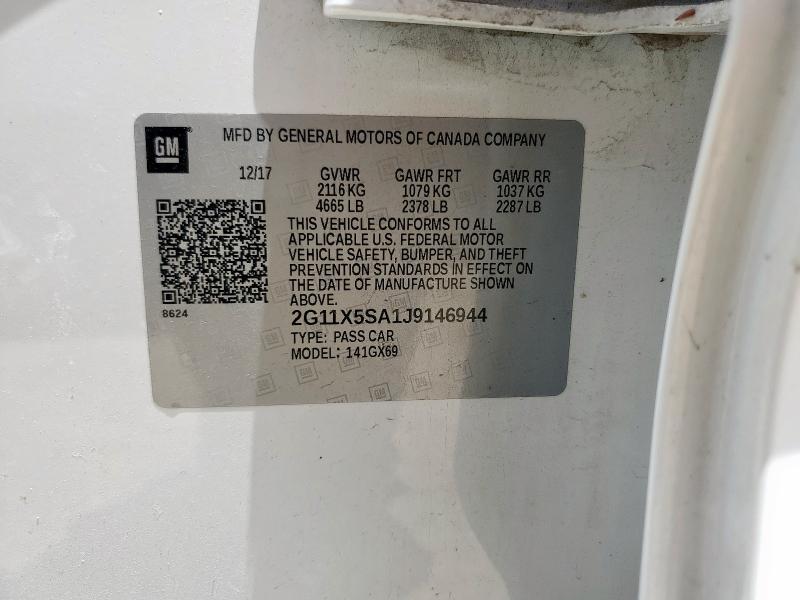 GM
MFD BY GENERAL MOTORS OF CANADA COMPANY
12/17 GVWR GAWR FRT GAWR RR
2116 KG 1079 KG 1037 KG
4665 LB 2378 LB 2287 LB
THIS VEHICLE CONFORMS TO ALL
APPLICABLE U.S. FEDERAL MOTOR
VEHICLE SAFETY, BUMPER, AND THEFT
PREVENTION STANDARDS IN EFFECT ON
THE DATE OF MANUFACTURE SHOWN
ABOVE.
8624
2G11X5SA1J9146944
TYPE: PASS CAR
MODEL: 141GX69